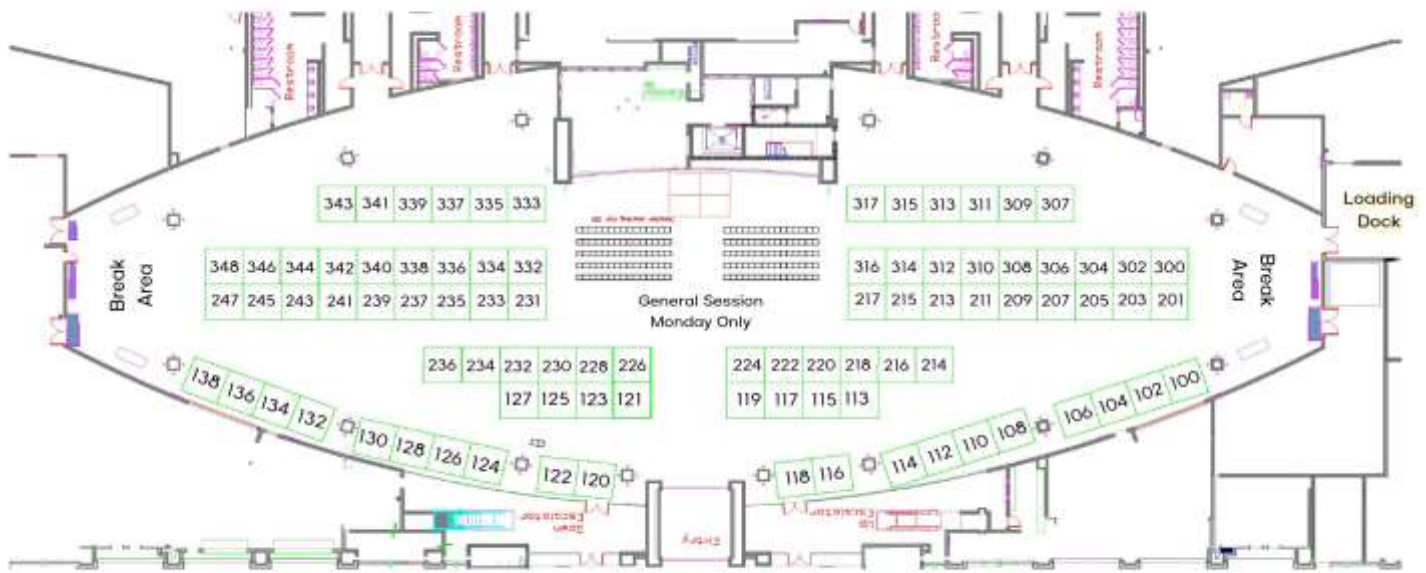 Restroom
Restroom
Restroom
Restroom
343 341 339 337 335 333
317 315 313 311 309 307
Loading
Dock
Break
Area
348 346 344 342 340 338 336 334 332
247 245 243 241 239 237 235 233 231
General Session
Monday Only
316 314 312 310 308 306 304 302 300
217 215 213 211 209 207 205 203 201
Break
Area
236 234 232 230 228 226
127 125 123 121
224 222 220 218 216 214
119 117 115 113
138 136 134 132
130 128 126 124
122 120
118 116
114 112 110 108
106 104 102 100
Down
Escalator
Entry
Up
Escalator